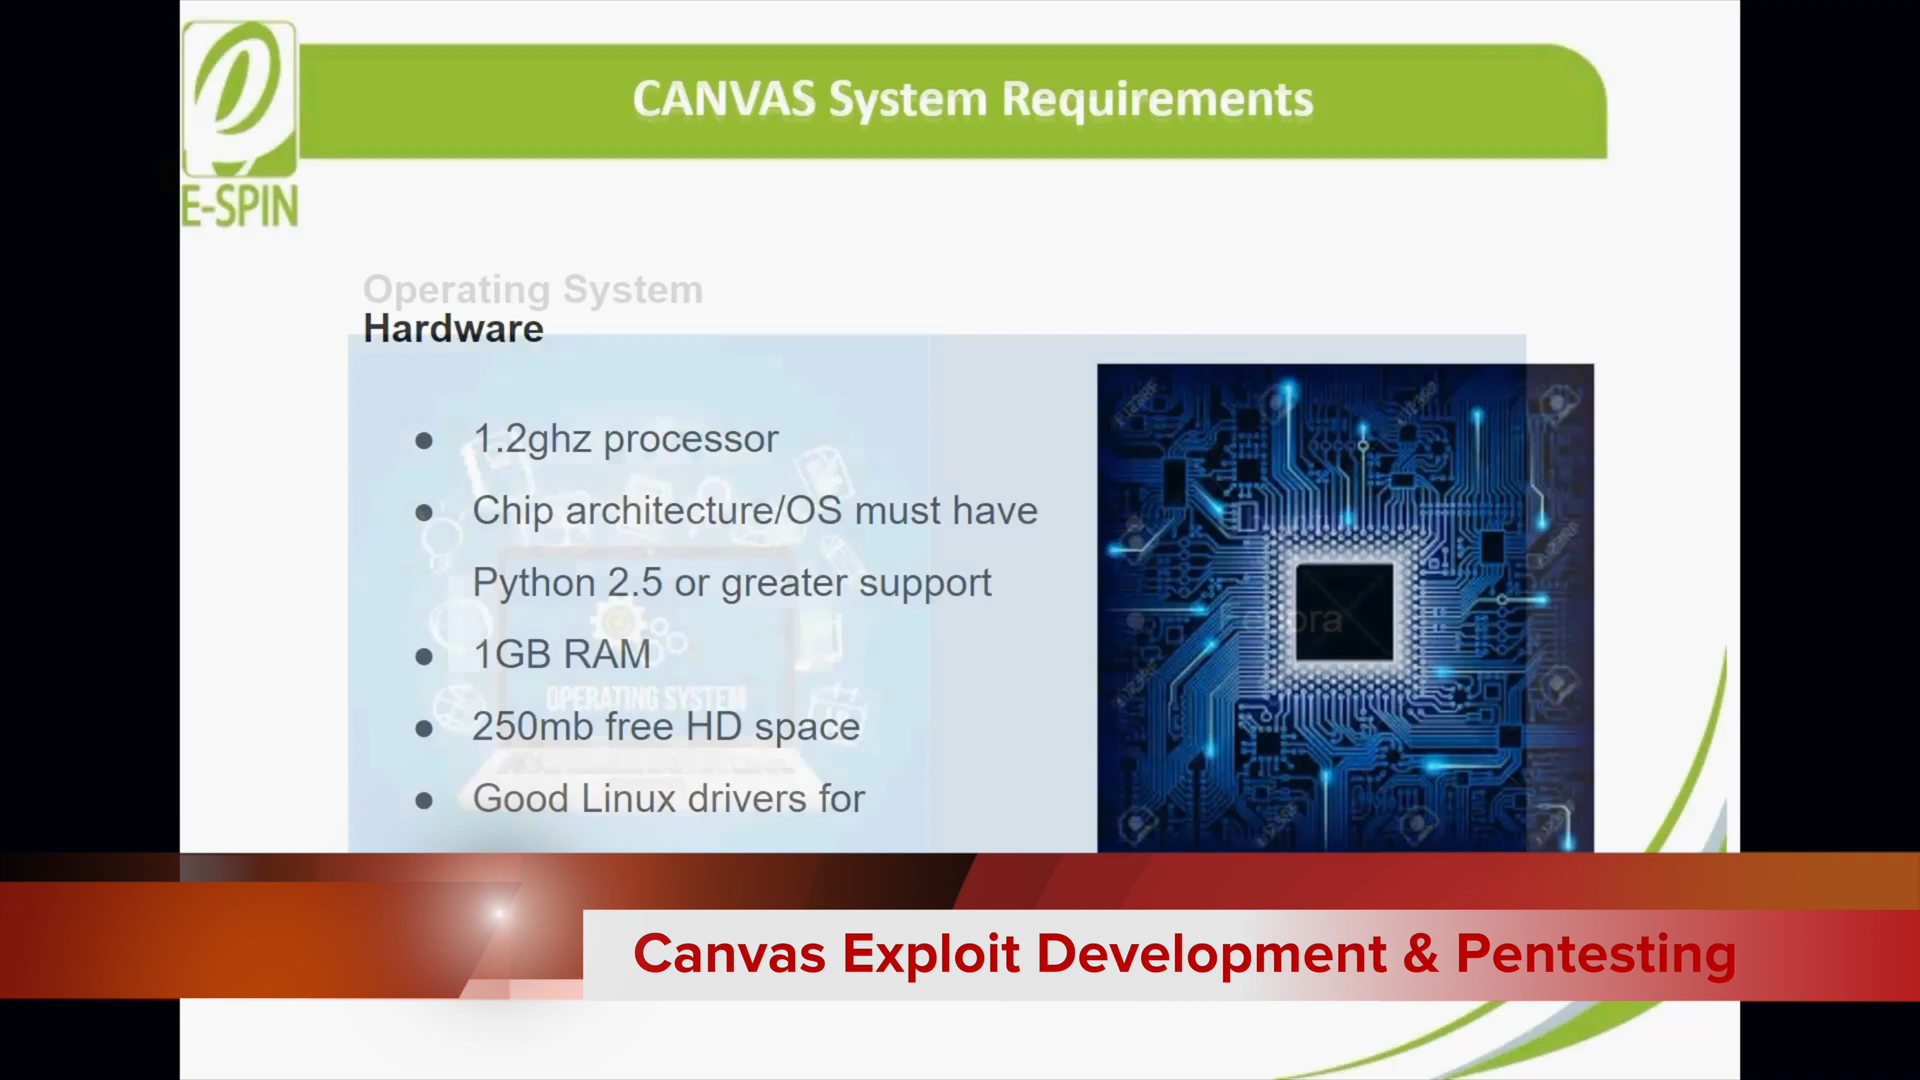 CANVAS System Requirements
E-SPIN
Operating System
Hardware
● 1.2ghz processor
● Chip architecture/OS must have
Python 2.5 or greater support
● 1GB RAM
OPERATING SYSTEM
● 250mb free HD space
● Good Linux drivers for
Canvas Exploit Development & Pentesting